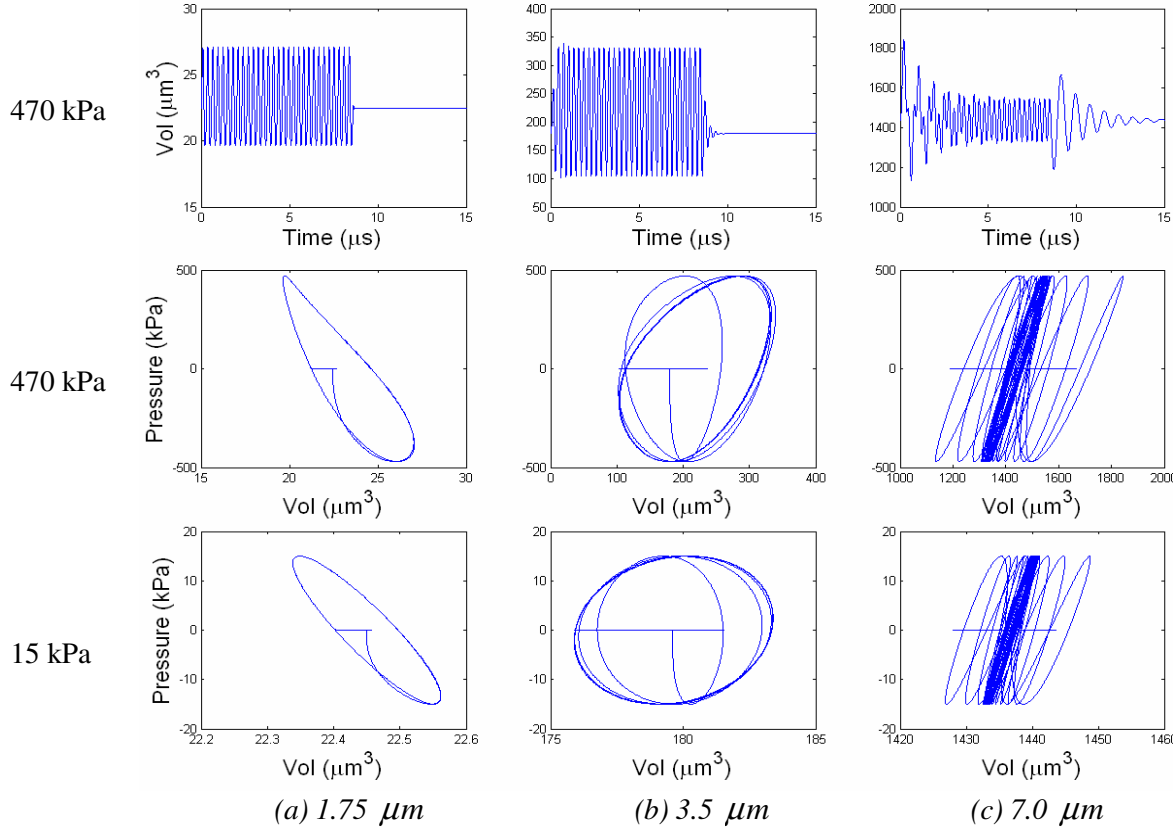 470 kPa
Vol (μm³)
30
25
20
15
0 5 10 15
Time (μs)
400
350
300
250
200
150
100
50
0 5 10 15
Time (μs)
2000
1800
1600
1400
1200
1000
0 5 10 15
Time (μs)
470 kPa
Pressure (kPa)
500
0
-500
15 20 25 30
Vol (μm³)
500
0
-500
0 100 200 300 400
Vol (μm³)
500
0
-500
1000 1200 1400 1600 1800 2000
Vol (μm³)
15 kPa
Pressure (kPa)
20
10
0
-10
-20
22.2 22.3 22.4 22.5 22.6
Vol (μm³)
20
10
0
-10
-20
175 180 185
Vol (μm³)
20
10
0
-10
-20
1420 1430 1440 1450 1460
Vol (μm³)
(a) 1.75 μm
(b) 3.5 μm
(c) 7.0 μm